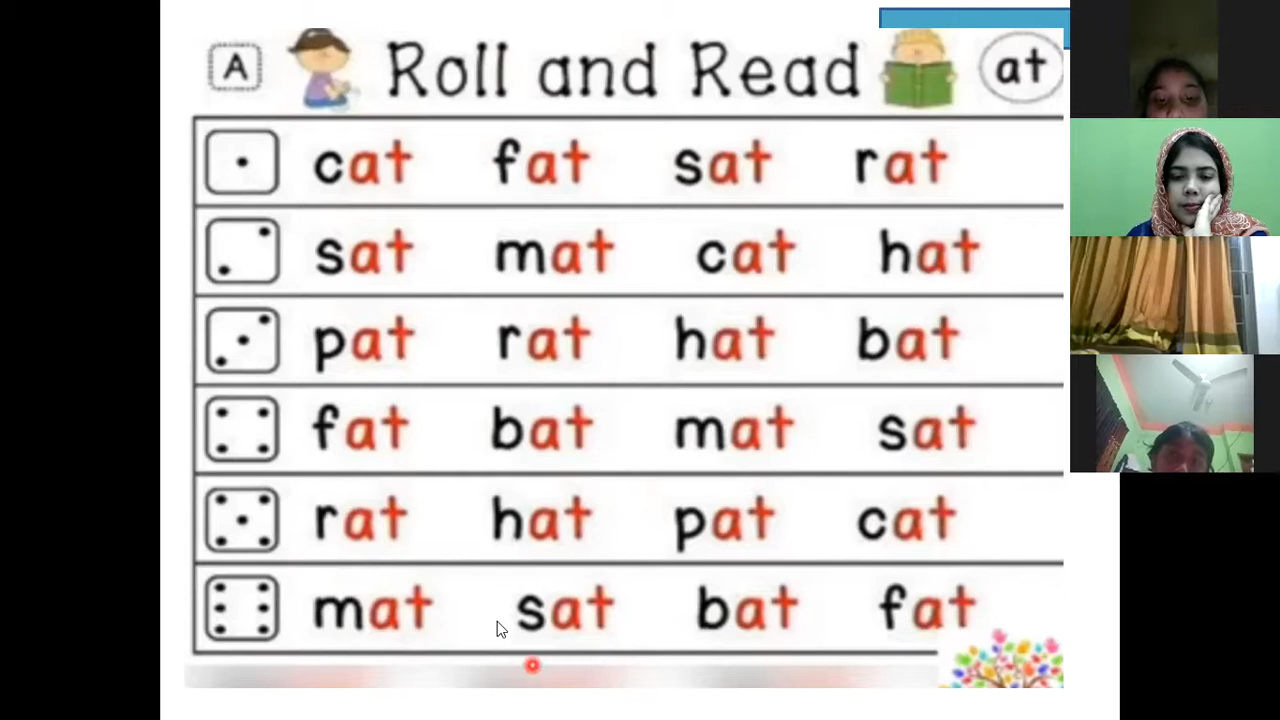 A Roll and Read at
cat fat sat rat
sat mat cat hat
pat rat hat bat
fat bat mat sat
rat hat pat cat
mat sat bat fat